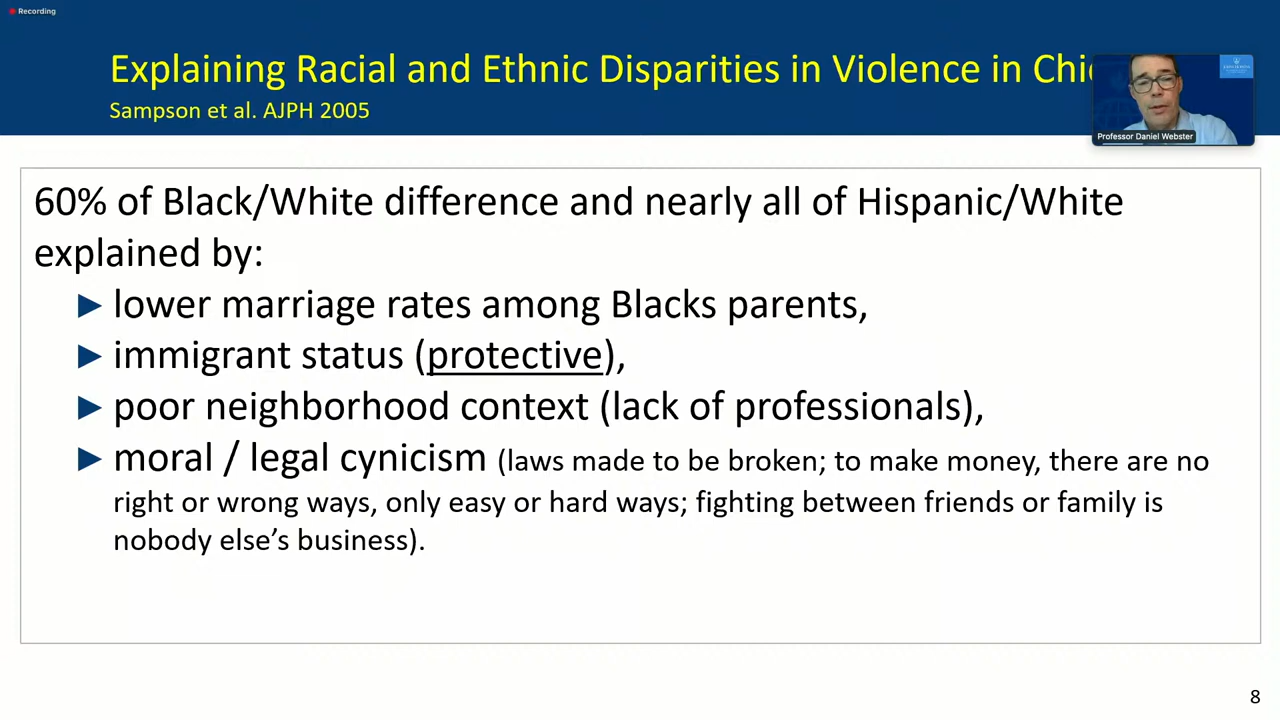 Recording
Explaining Racial and Ethnic Disparities in Violence in Chi
Sampson et al. AJPH 2005
Professor Daniel Webster
60% of Black/White difference and nearly all of Hispanic/White
explained by:
► lower marriage rates among Blacks parents,
► immigrant status (protective),
► poor neighborhood context (lack of professionals),
► moral / legal cynicism (laws made to be broken; to make money, there are no
right or wrong ways, only easy or hard ways; fighting between friends or family is
nobody else’s business).
8